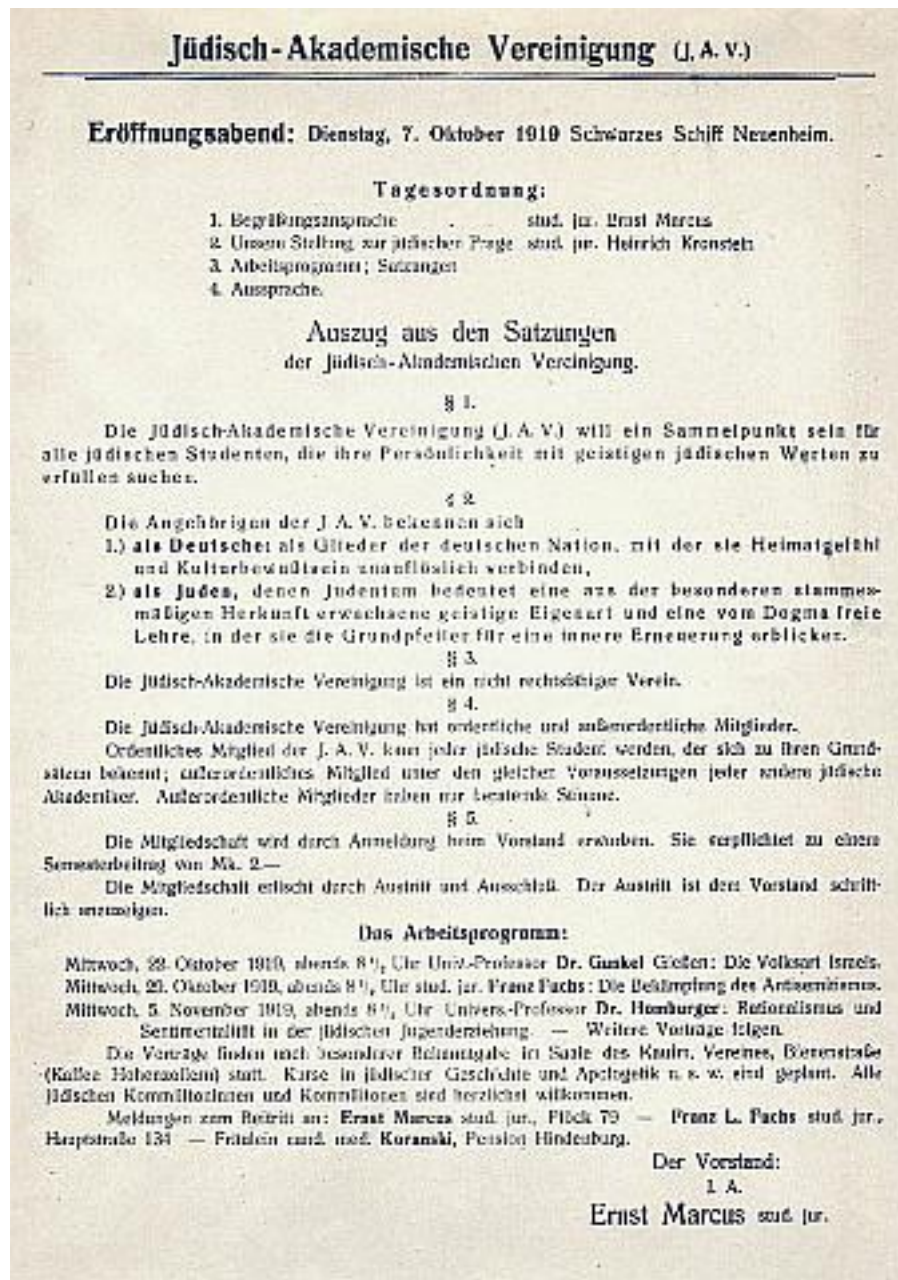 Jüdisch-Akademische Vereinigung (J. A. V.)
Eröffnungsabend: Dienstag, 7. Oktober 1919 Schwarzes Schiff Neuenheim.
Tagesordnung:
1. Begrüßungsansprache . . stud. jur. Ernst Marcus
2. Unsere Stellung zur jüdischen Frage stud. jur. Heinrich Kronstein
3. Arbeitsprogramm; Satzungen
4. Aussprache.
Auszug aus den Satzungen
der Jüdisch-Akademischen Vereinigung.
§ 1.
Die Jüdisch-Akademische Vereinigung (J. A. V.) will ein Sammelpunkt sein für
alle jüdischen Studenten, die ihre Persönlichkeit mit geistigen jüdischen Werten zu
erfüllen suchen.
§ 2.
Die Angehörigen der J. A. V. bekennen sich
1.) als Deutsche: als Glieder der deutschen Nation, mit der sie Heimatgefühl
und Kulturbewußtsein unauflöslich verbinden,
2.) als Juden, denen Judentum bedeutet eine aus der besonderen stammes-
mäßigen Herkunft erwachsene geistige Eigenart und eine vom Dogma freie
Lehre, in der sie die Grundpfeiler für eine innere Erneuerung erblicken.
§ 3.
Die Jüdisch-Akademische Vereinigung ist ein nicht rechtsfähiger Verein.
§ 4.
Die Jüdisch-Akademische Vereinigung hat ordentliche und außerordentliche Mitglieder.
Ordentliches Mitglied der J. A. V. kann jeder jüdische Student werden, der sich zu ihren Grund-
sätzen bekennt; außerordentliches Mitglied unter den gleichen Voraussetzungen jeder andere jüdische
Akademiker. Außerordentliche Mitglieder haben nur beratende Stimme.
§ 5.
Die Mitgliedschaft wird durch Anmeldung beim Vorstand erworben. Sie verpflichtet zu einem
Semesterbeitrag von Mk. 2.—
Die Mitgliedschaft erlischt durch Austritt und Ausschluß. Der Austritt ist dem Vorstand schrift-
lich anzuzeigen.
Das Arbeitsprogramm:
Mittwoch, 22. Oktober 1919, abends 8¼ Uhr Univ.-Professor Dr. Gunkel Gießen: Die Volksart Israels.
Mittwoch, 29. Oktober 1919, abends 8¼ Uhr stud. jur. Franz Fuchs: Die Bekämpfung des Antisemitismus.
Mittwoch, 5. November 1919, abends 8¼ Uhr Univers.-Professor Dr. Homburger: Rationalismus und
Sentimentalität in der jüdischen Jugenderziehung. — Weitere Vorträge folgen.
Die Vorträge finden nach besonderer Bekanntgabe im Saale des Kaufm. Vereines, Bienenstraße
(Kaffee Hohenzollern) statt. Kurse in jüdischer Geschichte und Apologetik u. s. w. sind geplant. Alle
jüdischen Kommilitoninnen und Kommilitonen sind herzlichst willkommen.
Meldungen zum Beitritt an: Ernst Marcus stud. jur., Plöck 79 — Franz L. Fuchs stud. jur.,
Hauptstraße 134 — Fräulein cand. med. Koranski, Pension Hindenburg.
Der Vorstand:
I. A.
Ernst Marcus stud. jur.